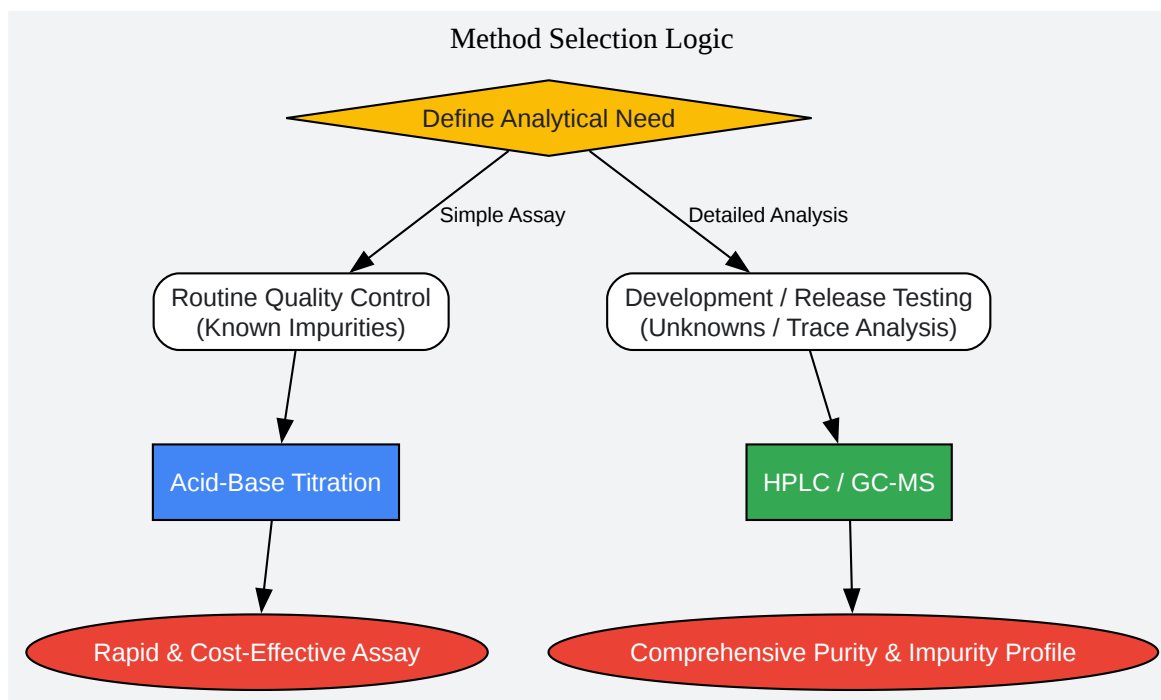 Method Selection Logic
Define Analytical Need
Simple Assay
Detailed Analysis
Routine Quality Control
(Known Impurities)
Development / Release Testing
(Unknowns / Trace Analysis)
Acid-Base Titration
HPLC / GC-MS
Rapid & Cost-Effective Assay
Comprehensive Purity & Impurity Profile